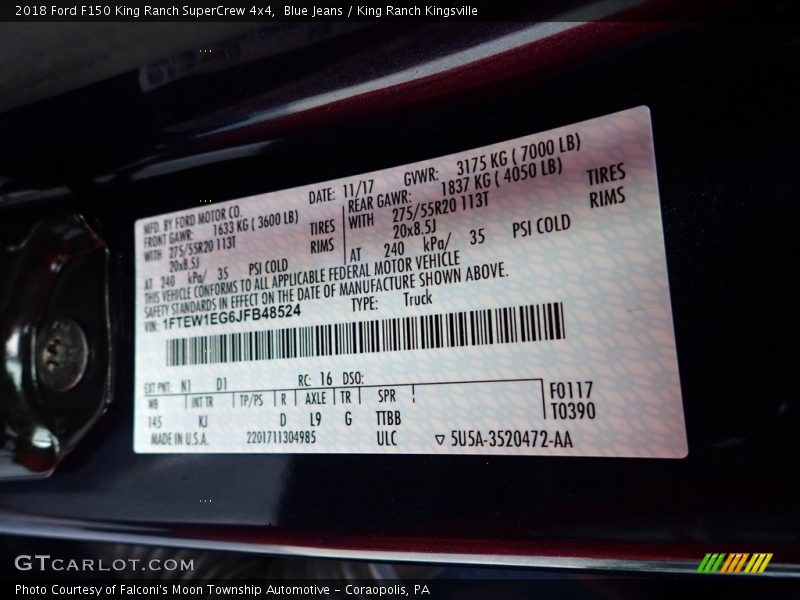 2018 Ford F150 King Ranch SuperCrew 4x4,  Blue Jeans / King Ranch Kingsville
MFD. BY FORD MOTOR CO. DATE: 11/17 GVWR: 3175 KG ( 7000 LB)
FRONT GAWR: 1633 KG ( 3600 LB) REAR GAWR: 1837 KG ( 4050 LB)
WITH 275/55R20 113T TIRES WITH 275/55R20 113T TIRES
20x8.5J RIMS 20x8.5J RIMS
AT 240 kPa/ 35 PSI COLD AT 240 kPa/ 35 PSI COLD
THIS VEHICLE CONFORMS TO ALL APPLICABLE FEDERAL MOTOR VEHICLE
SAFETY STANDARDS IN EFFECT ON THE DATE OF MANUFACTURE SHOWN ABOVE.
VIN: 1FTEW1EG6JFB48524 TYPE: Truck
EXT PNT: N1 D1 RC: 16 DSO:
WB INT TR TP/PS R AXLE TR SPR F0117
145 KJ D L9 G TTBB T0390
MADE IN U.S.A. 2201711304985 ULC ▽ 5U5A-3520472-AA
GTCARLOT.COM
Photo Courtesy of Falconi's Moon Township Automotive - Coraopolis, PA